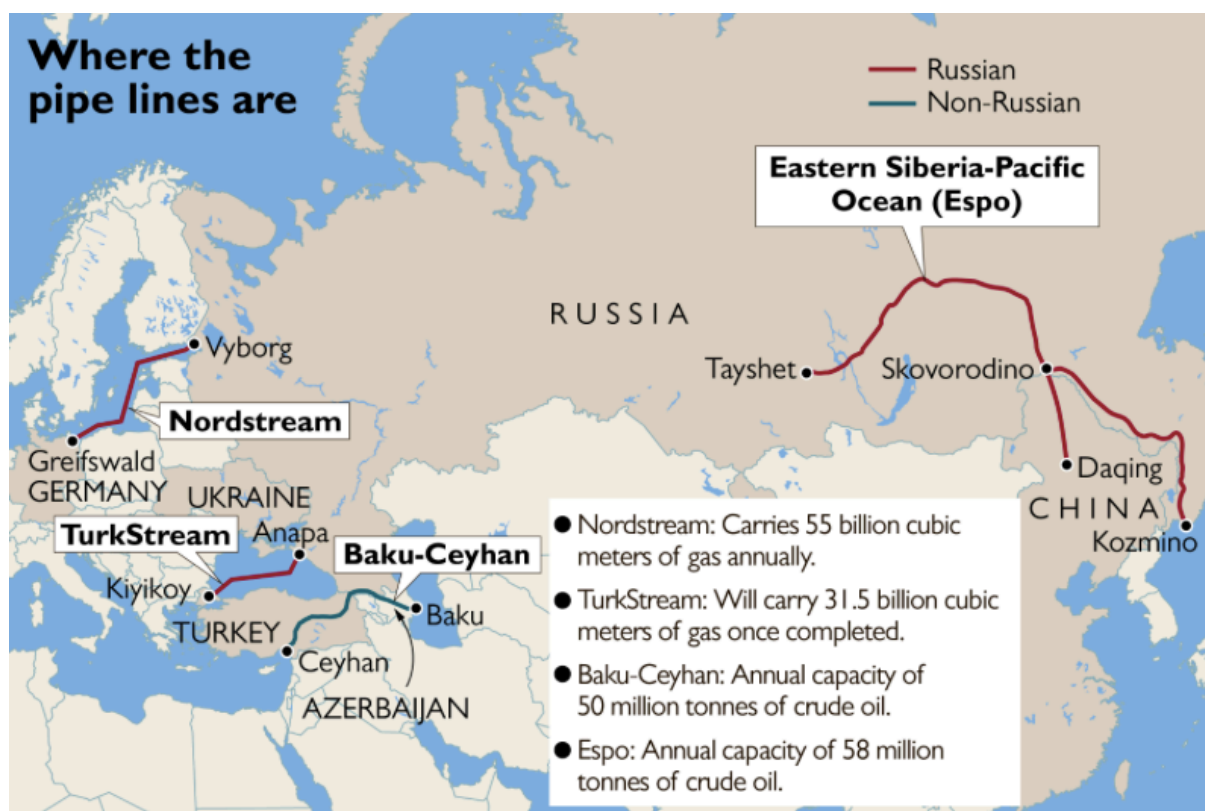 Where the
pipe lines are
Russian
Non-Russian
Eastern Siberia-Pacific
Ocean (Espo)
RUSSIA
Vyborg
Tayshet
Skovorodino
Nordstream
Greifswald
GERMANY
Daqing
UKRAINE
CHINA
TurkStream
Anapa
Kozmino
Baku-Ceyhan
Kiyikoy
Baku
TURKEY
Ceyhan
AZERBAIJAN
● Nordstream: Carries 55 billion cubic
meters of gas annually.
● TurkStream: Will carry 31.5 billion cubic
meters of gas once completed.
● Baku-Ceyhan: Annual capacity of
50 million tonnes of crude oil.
● Espo: Annual capacity of 58 million
tonnes of crude oil.